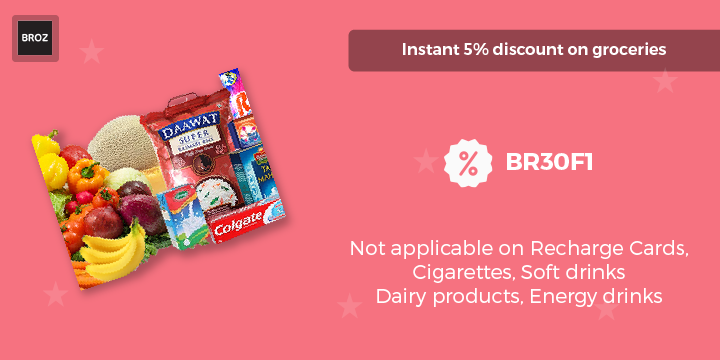 BROZ
Instant 5% discount on groceries
% BR30F1
Not applicable on Recharge Cards,
Cigarettes, Soft drinks
Dairy products, Energy drinks
DAAWAT
SUPER
Colgate